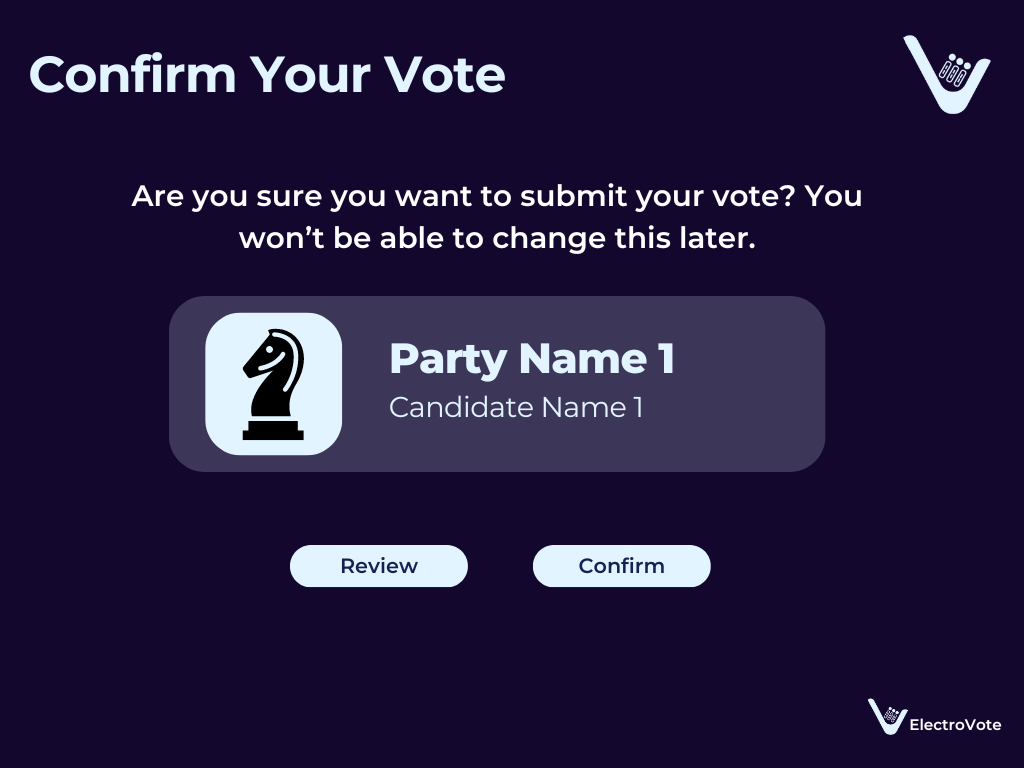 Confirm Your Vote
Are you sure you want to submit your vote? You
won’t be able to change this later.
Party Name 1
Candidate Name 1
Review
Confirm
ElectroVote